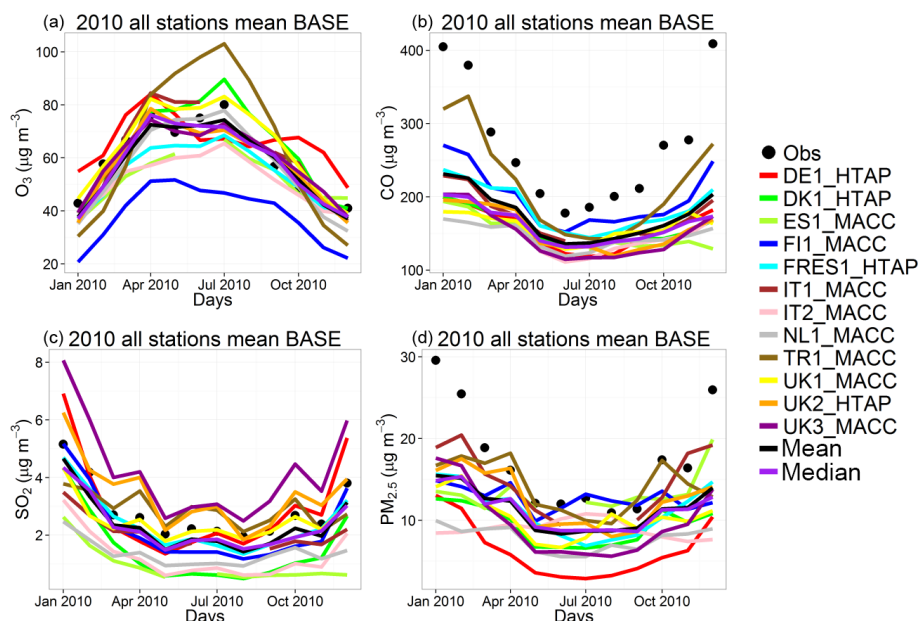 (a) 2010 all stations mean BASE
O₃ (µg m⁻³)
100
80
60
40
20
Jan 2010 Apr 2010 Jul 2010 Oct 2010
Days
(b) 2010 all stations mean BASE
CO (µg m⁻³)
400
300
200
100
Jan 2010 Apr 2010 Jul 2010 Oct 2010
Days
(c) 2010 all stations mean BASE
SO₂ (µg m⁻³)
8
6
4
2
Jan 2010 Apr 2010 Jul 2010 Oct 2010
Days
(d) 2010 all stations mean BASE
PM₂.₅ (µg m⁻³)
30
20
10
0
Jan 2010 Apr 2010 Jul 2010 Oct 2010
Days
Obs
DE1_HTAP
DK1_HTAP
ES1_MACC
FI1_MACC
FRES1_HTAP
IT1_MACC
IT2_MACC
NL1_MACC
TR1_MACC
UK1_MACC
UK2_HTAP
UK3_MACC
Mean
Median